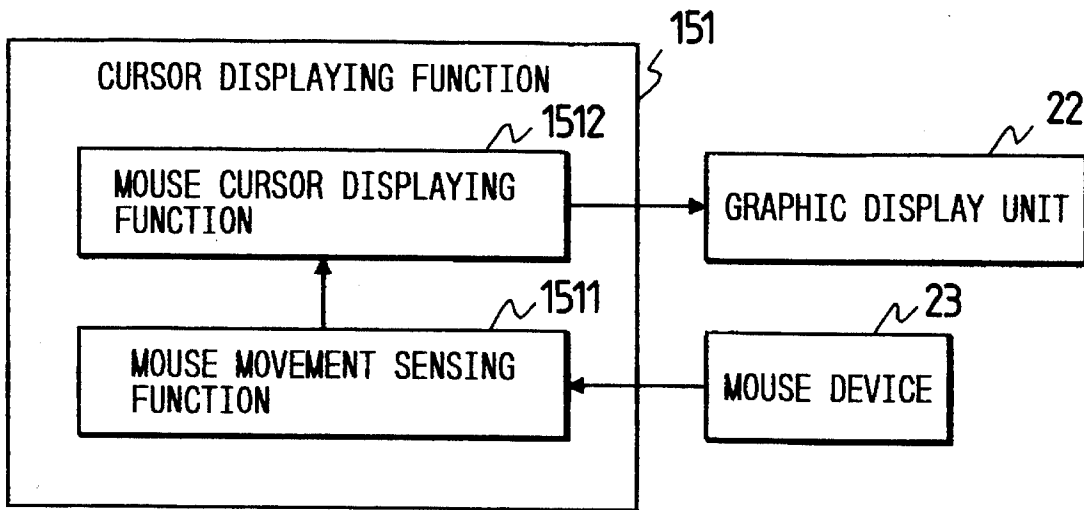 151
CURSOR DISPLAYING FUNCTION
1512
MOUSE CURSOR DISPLAYING
FUNCTION
22
GRAPHIC DISPLAY UNIT
1511
MOUSE MOVEMENT SENSING
FUNCTION
23
MOUSE DEVICE